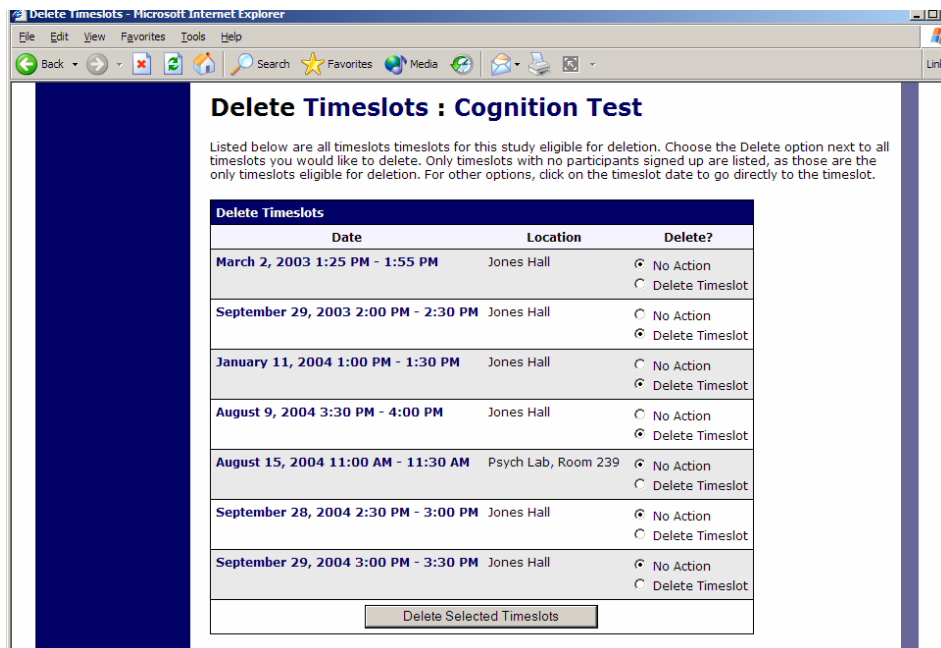 Delete Timeslots - Microsoft Internet Explorer
File Edit View Favorites Tools Help
Back Search Favorites Media
Delete Timeslots : Cognition Test
Listed below are all timeslots timeslots for this study eligible for deletion. Choose the Delete option next to all
timeslots you would like to delete. Only timeslots with no participants signed up are listed, as those are the
only timeslots eligible for deletion. For other options, click on the timeslot date to go directly to the timeslot.
Delete Timeslots
Date Location Delete?
March 2, 2003 1:25 PM - 1:55 PM Jones Hall No Action
Delete Timeslot
September 29, 2003 2:00 PM - 2:30 PM Jones Hall No Action
Delete Timeslot
January 11, 2004 1:00 PM - 1:30 PM Jones Hall No Action
Delete Timeslot
August 9, 2004 3:30 PM - 4:00 PM Jones Hall No Action
Delete Timeslot
August 15, 2004 11:00 AM - 11:30 AM Psych Lab, Room 239 No Action
Delete Timeslot
September 28, 2004 2:30 PM - 3:00 PM Jones Hall No Action
Delete Timeslot
September 29, 2004 3:00 PM - 3:30 PM Jones Hall No Action
Delete Timeslot
Delete Selected Timeslots